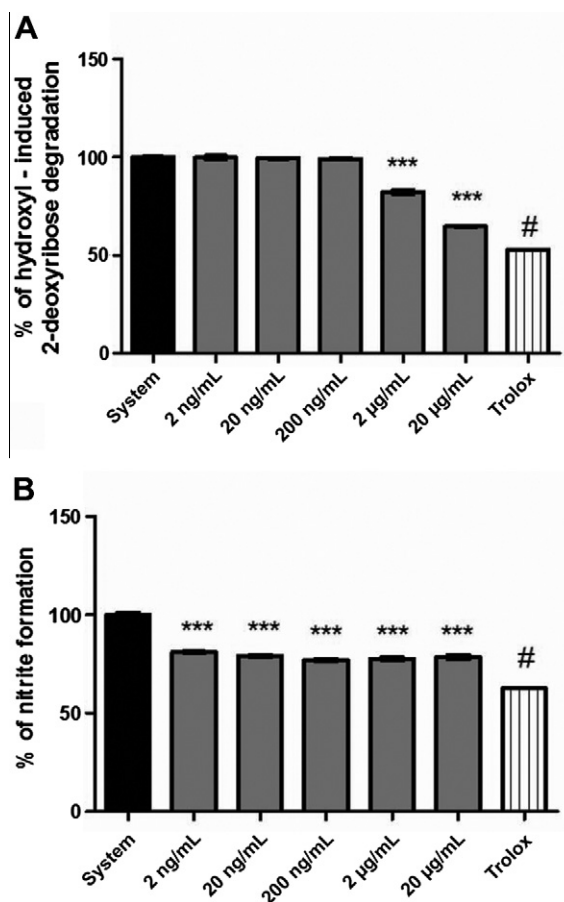 A
% of hydroxyl - induced
2-deoxyribose degradation
150
100
50
0
***
***
#
System
2 ng/mL
20 ng/mL
200 ng/mL
2 µg/mL
20 µg/mL
Trolox
B
% of nitrite formation
150
100
50
0
***
***
***
***
***
#
System
2 ng/mL
20 ng/mL
200 ng/mL
2 µg/mL
20 µg/mL
Trolox